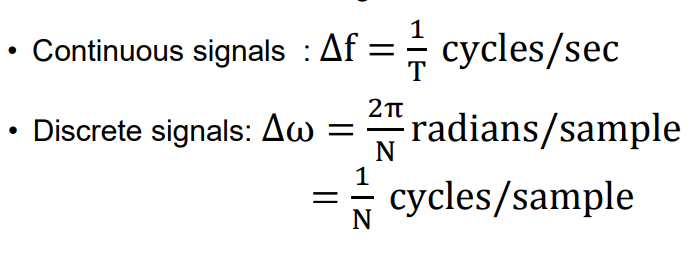 • Continuous signals : Δf = 1/T cycles/sec
• Discrete signals: Δω = 2π/N radians/sample
= 1/N cycles/sample